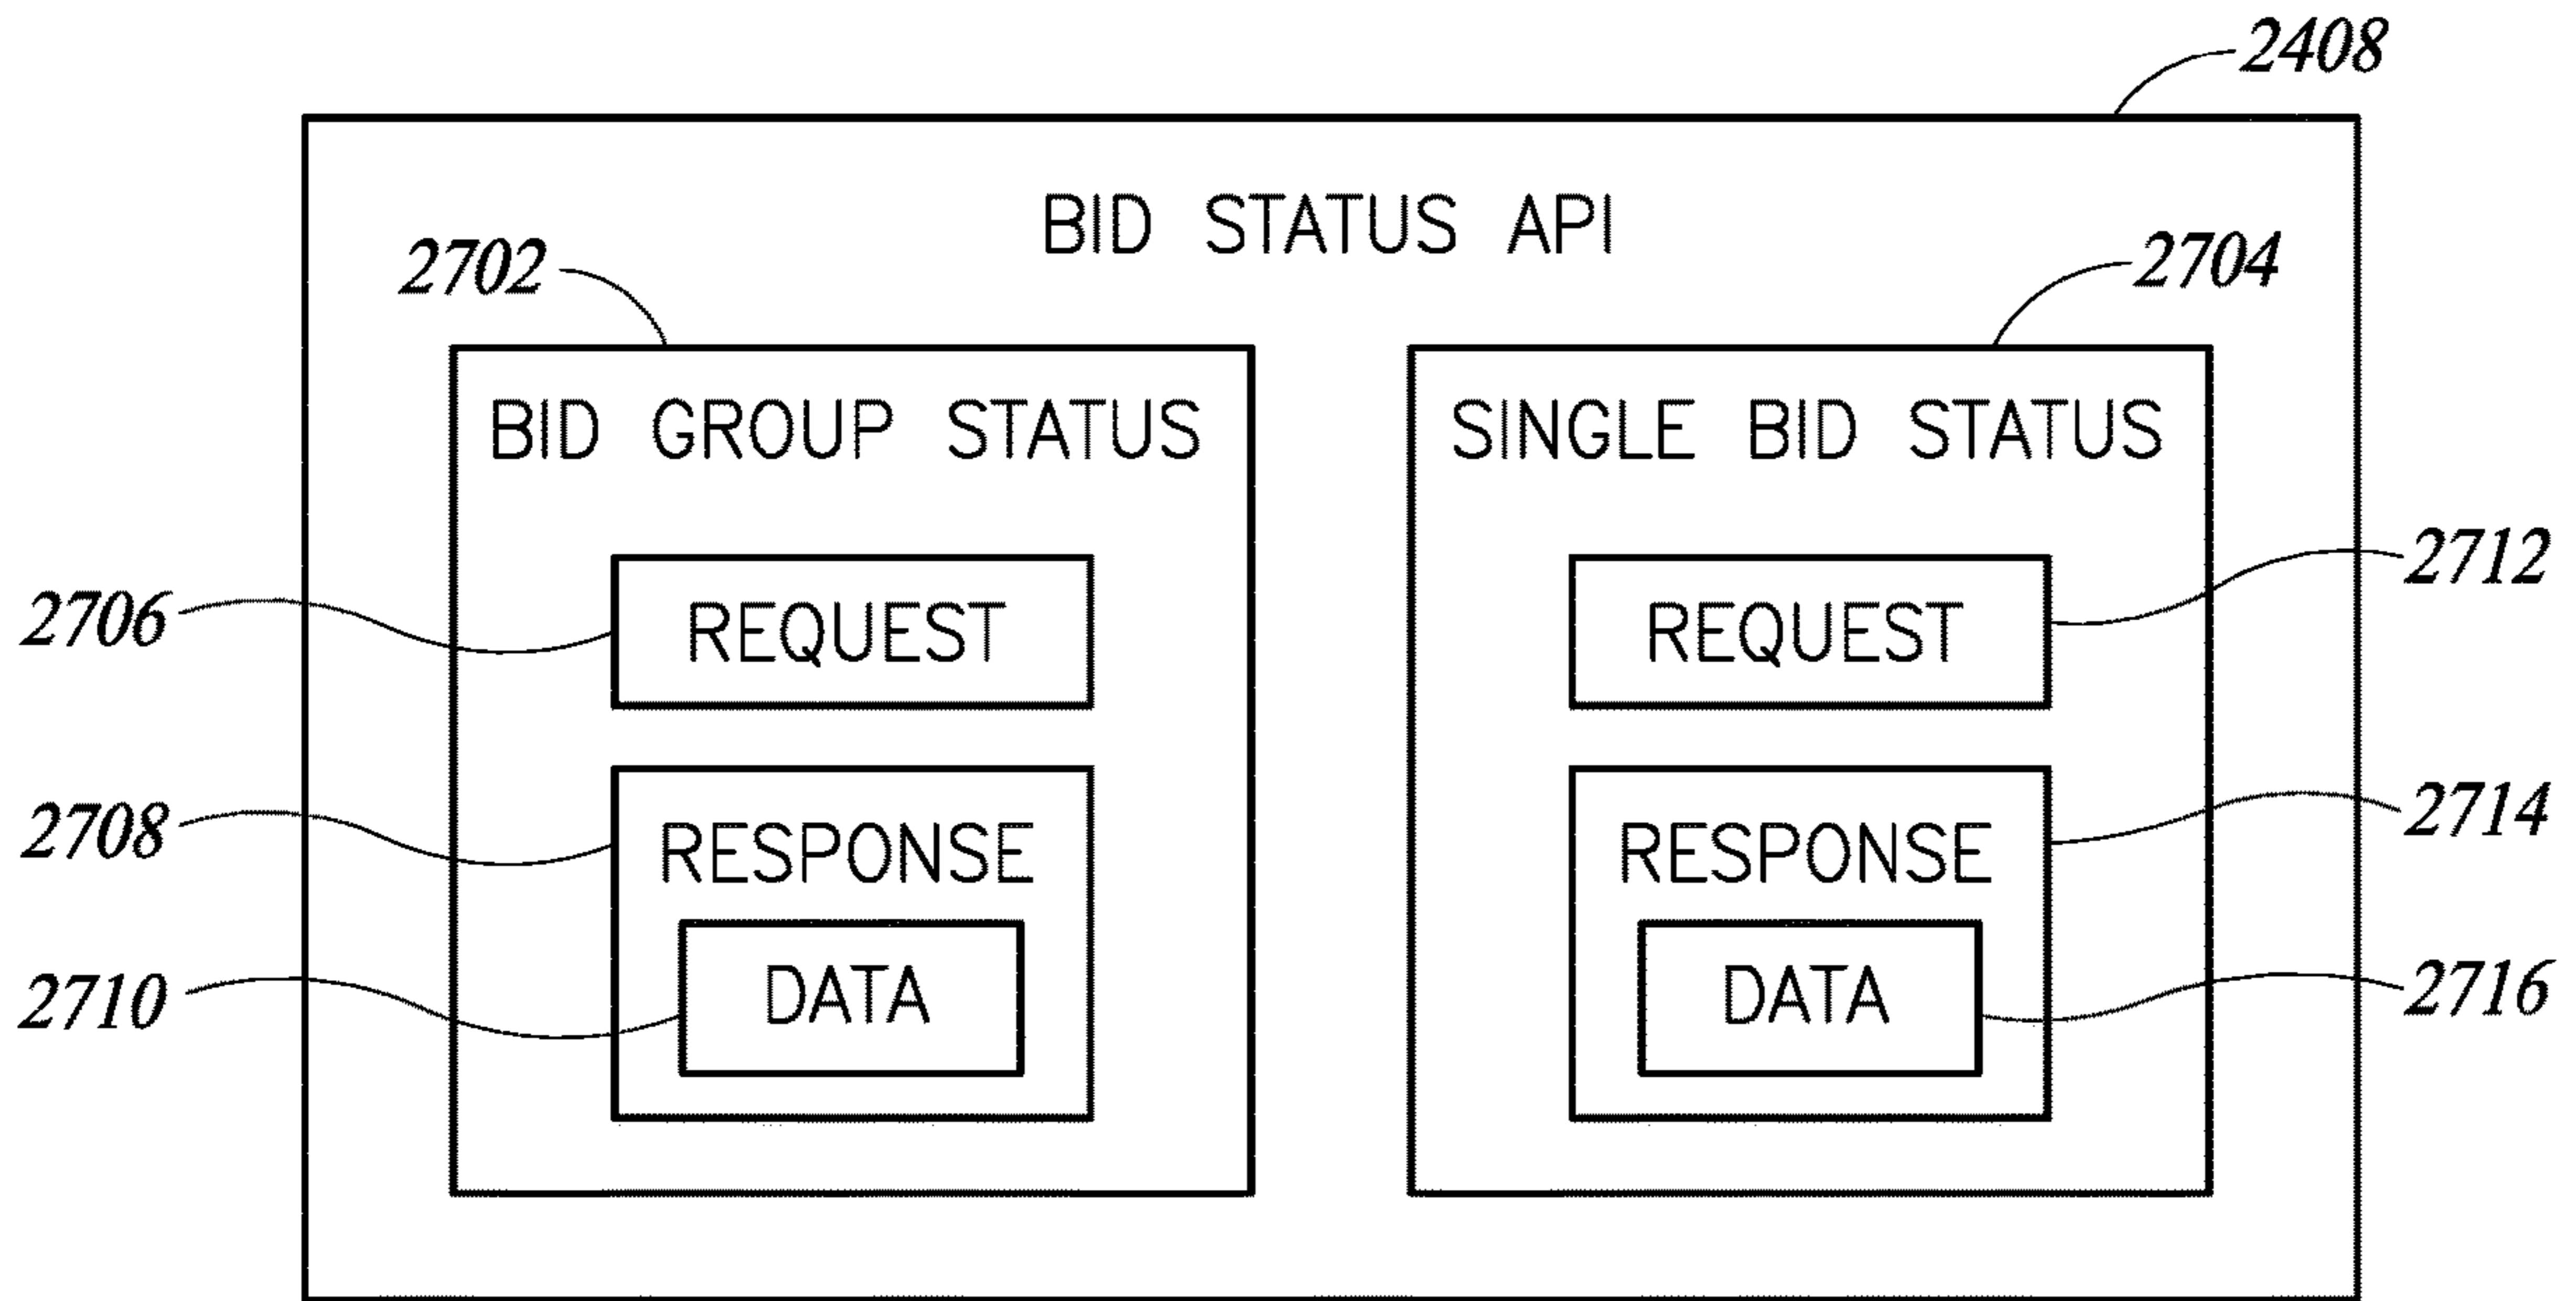 2408
BID STATUS API
2702
2704
BID GROUP STATUS
SINGLE BID STATUS
2706
REQUEST
REQUEST
2712
2708
RESPONSE
RESPONSE
2714
2710
DATA
DATA
2716